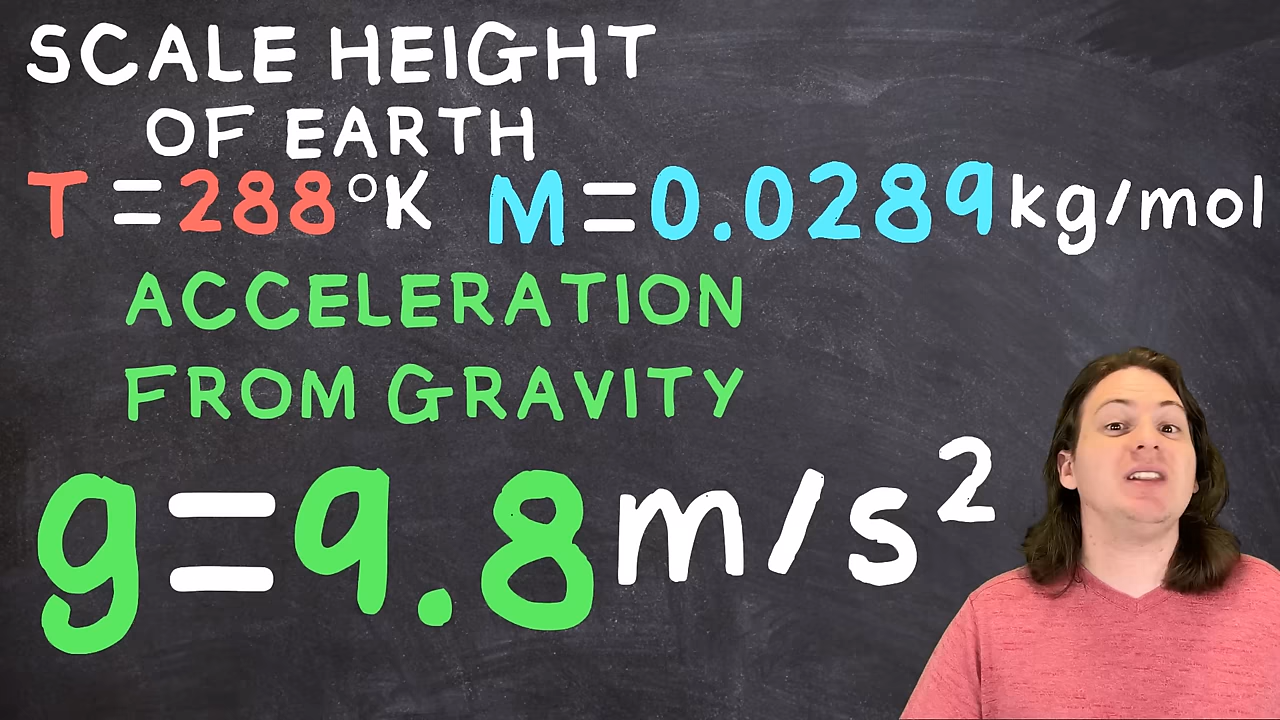 SCALE HEIGHT
OF EARTH
T=288°K M=0.0289kg/mol
ACCELERATION
FROM GRAVITY
g=9.8m/s²